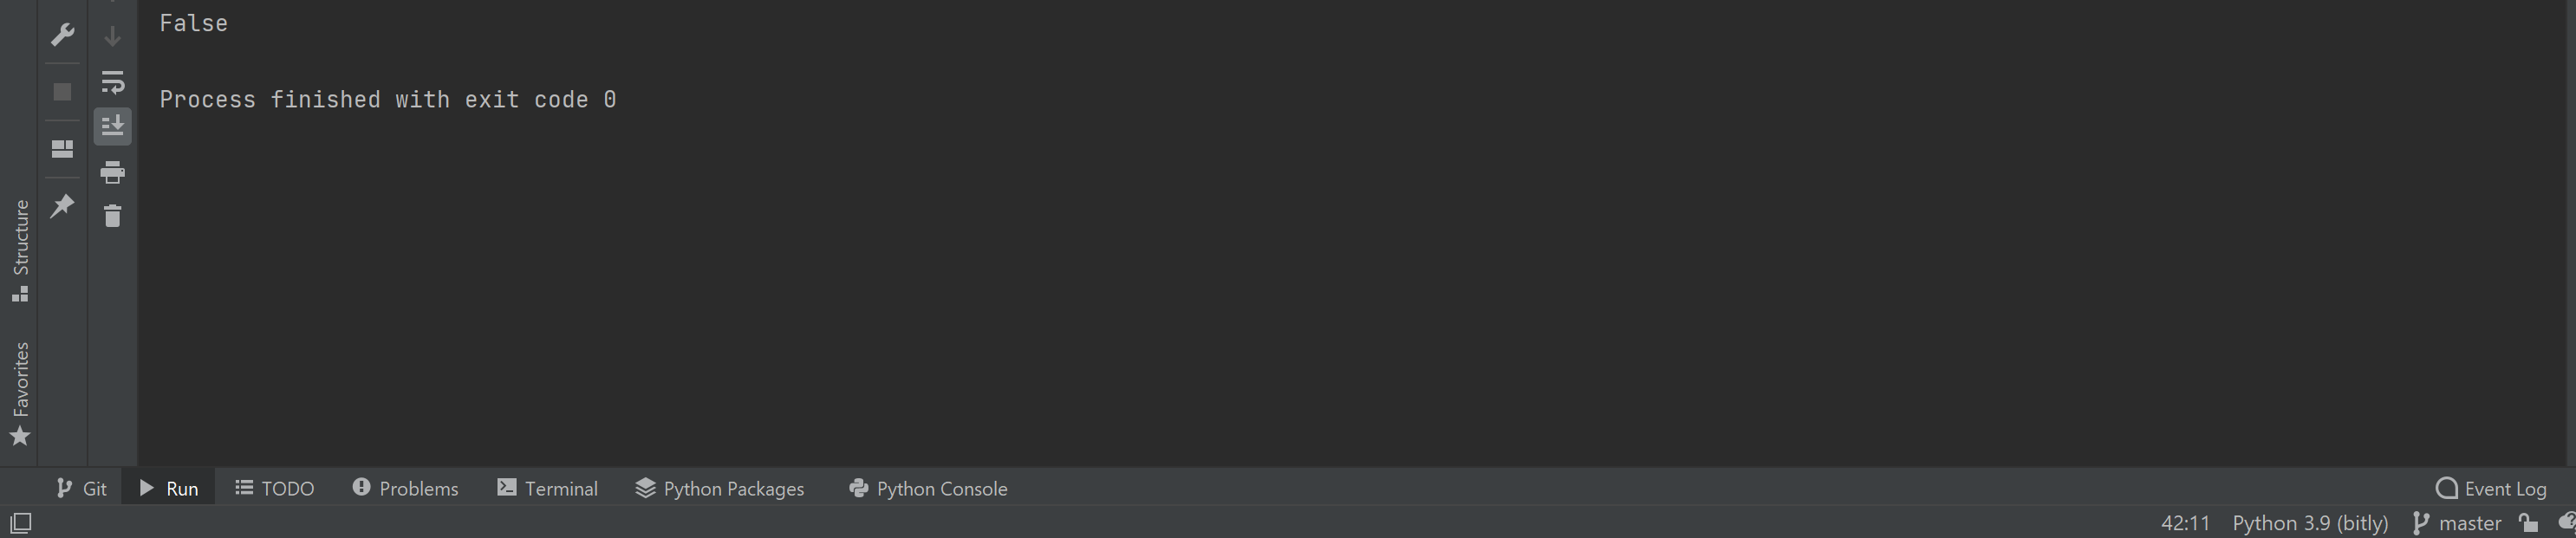 False
Process finished with exit code 0
Structure
Favorites
Git Run TODO Problems Terminal Python Packages Python Console Event Log
42:11 Python 3.9 (bitly) master